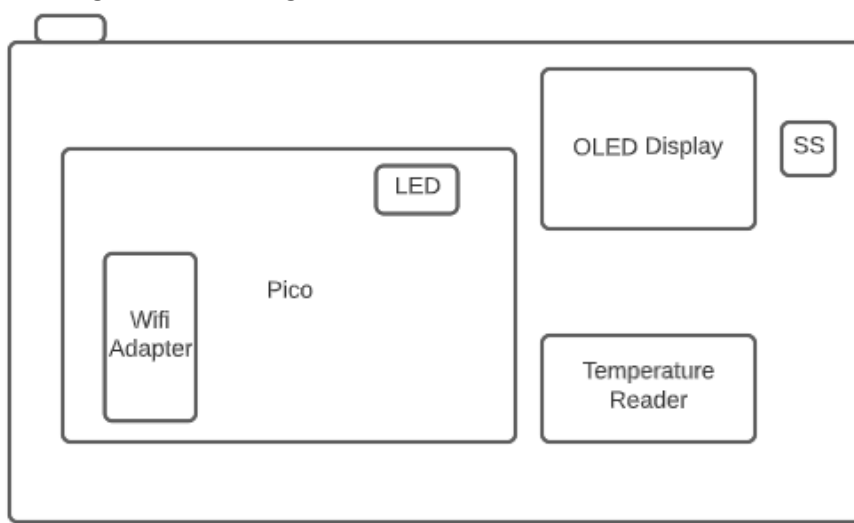 OLED Display
SS
LED
Pico
Wifi
Adapter
Temperature
Reader